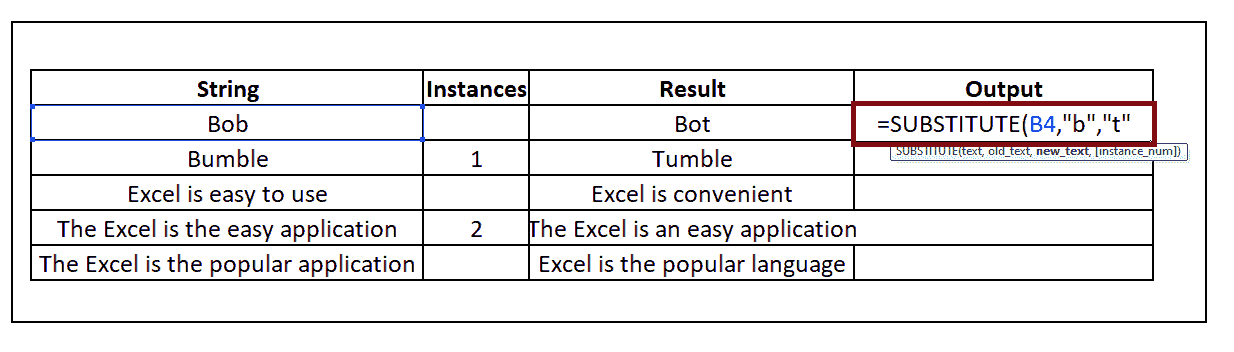 String Instances Result Output
Bob Bot =SUBSTITUTE(B4,"b","t"
SUBSTITUTE(text, old_text, new_text, [instance_num])
Bumble 1 Tumble
Excel is easy to use Excel is convenient
The Excel is the easy application 2 The Excel is an easy application
The Excel is the popular application Excel is the popular language